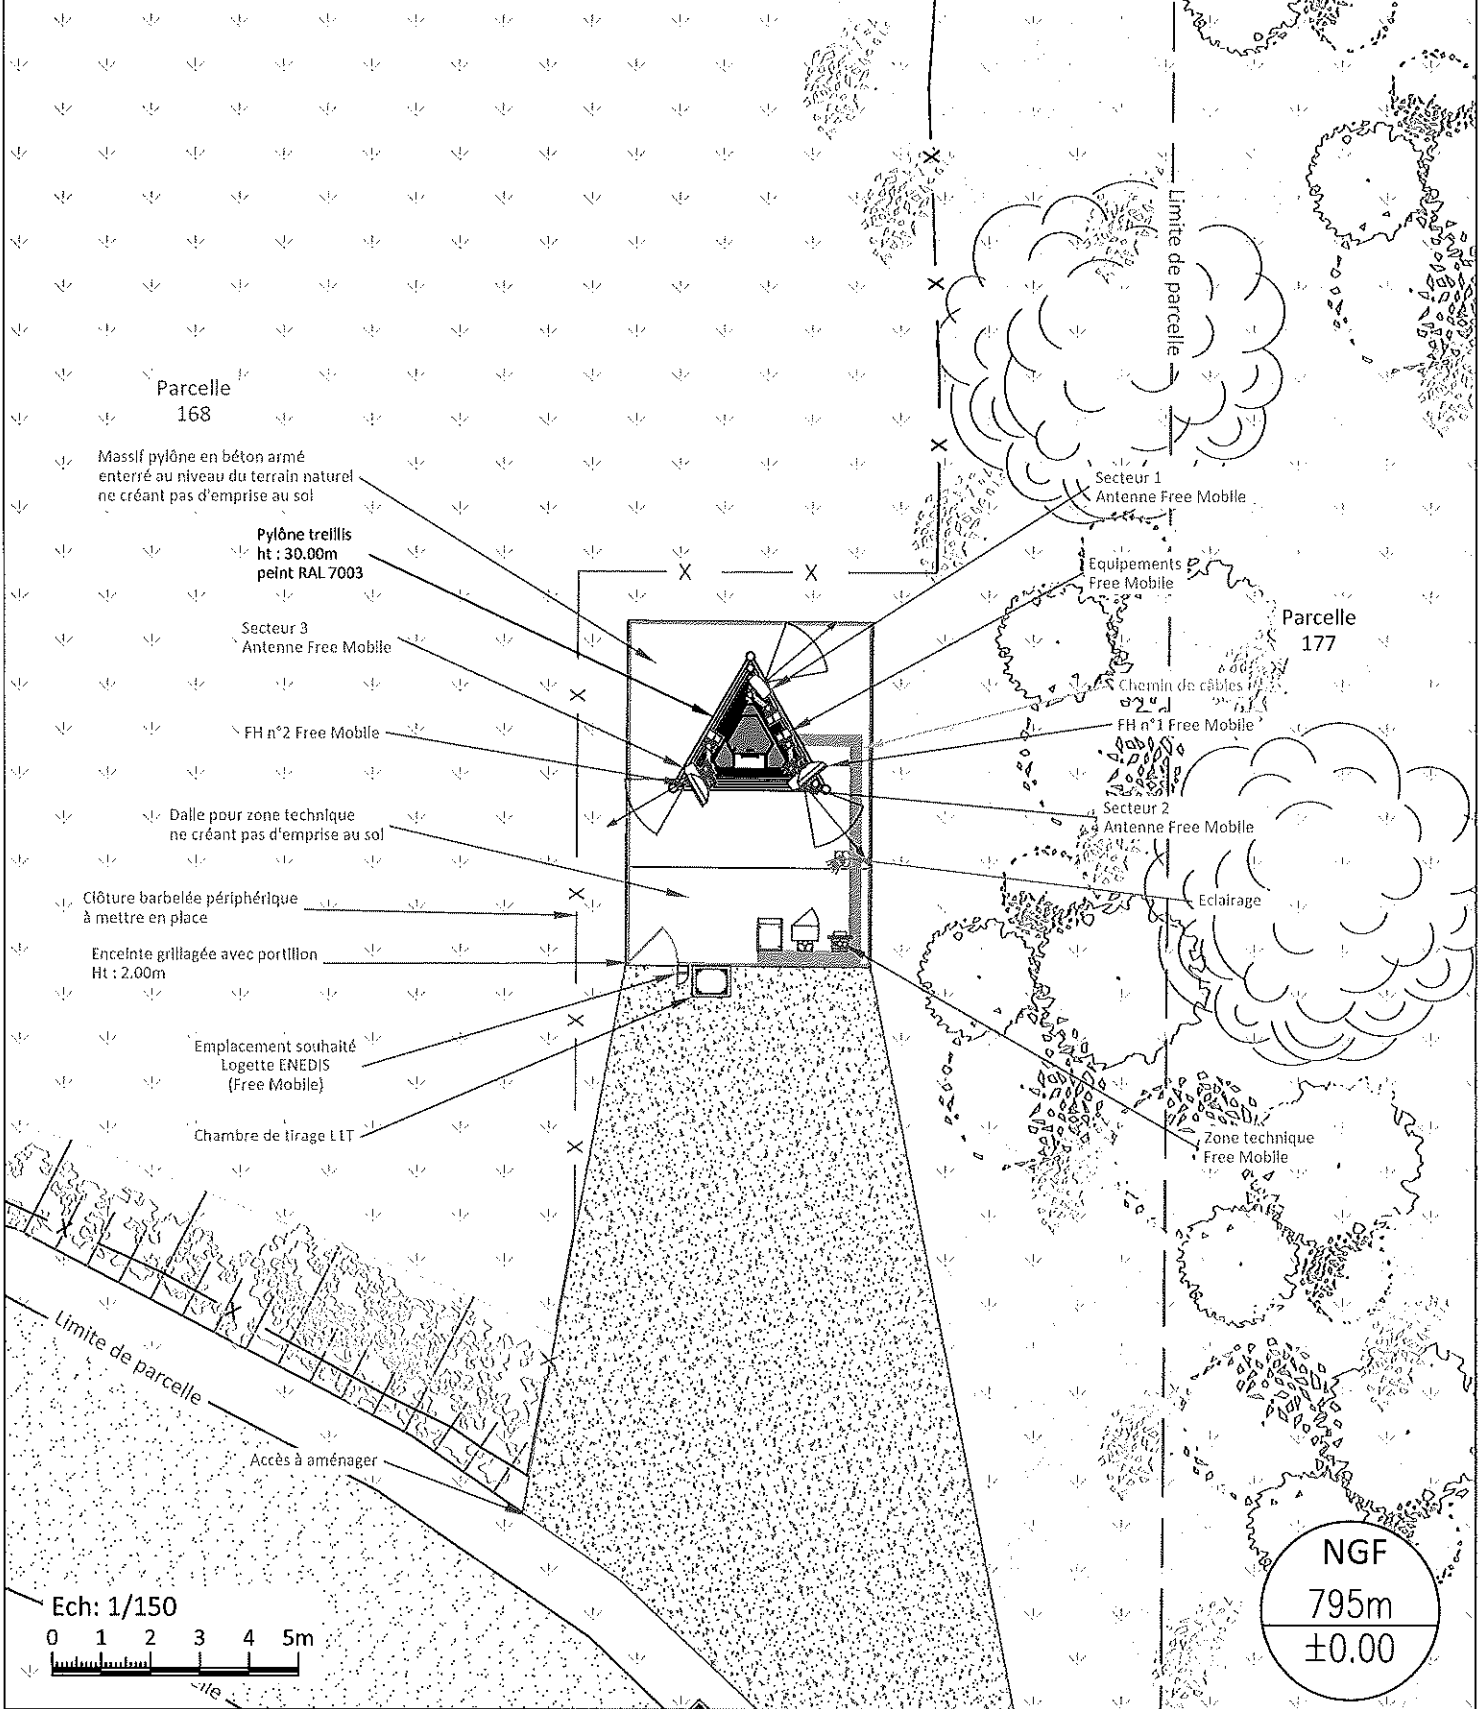 Limite de parcelle
Parcelle
168
Massif pylône en béton armé
enterré au niveau du terrain naturel
ne créant pas d'emprise au sol
Secteur 1
Antenne Free Mobile
Pylône treillis
ht : 30.00m
peint RAL 7003
Equipements
Free Mobile
Secteur 3
Antenne Free Mobile
Parcelle
177
Chemin de câbles
FH n°2 Free Mobile
FH n°1 Free Mobile
Dalle pour zone technique
ne créant pas d'emprise au sol
Secteur 2
Antenne Free Mobile
Clôture barbelée périphérique
à mettre en place
Eclairage
Enceinte grillagée avec portillon
Ht : 2.00m
Emplacement souhaité
Logette ENEDIS
(Free Mobile)
Chambre de tirage L1T
Zone technique
Free Mobile
Limite de parcelle
Accès à aménager
NGF
795m
±0.00
Ech: 1/150
0 1 2 3 4 5m